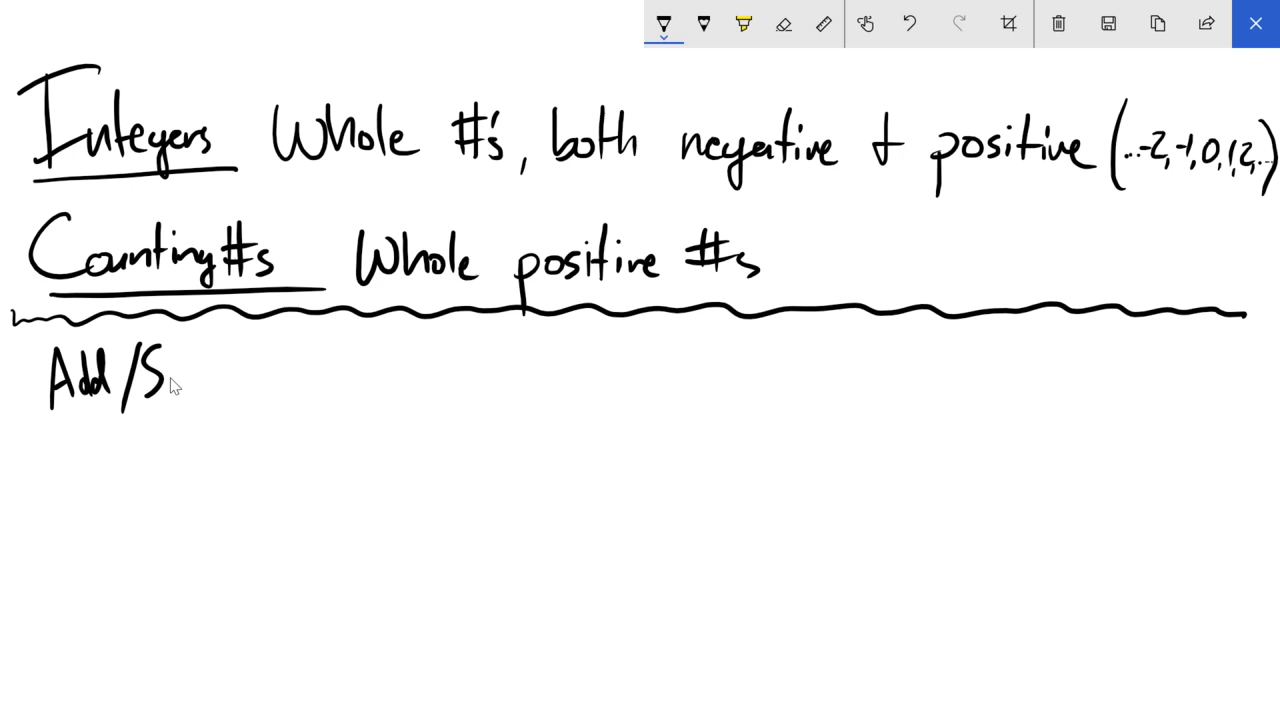 Integers Whole #'s, both negative + positive (...-2,-1,0,1,2,...)
Counting #s Whole positive #s
Add/S